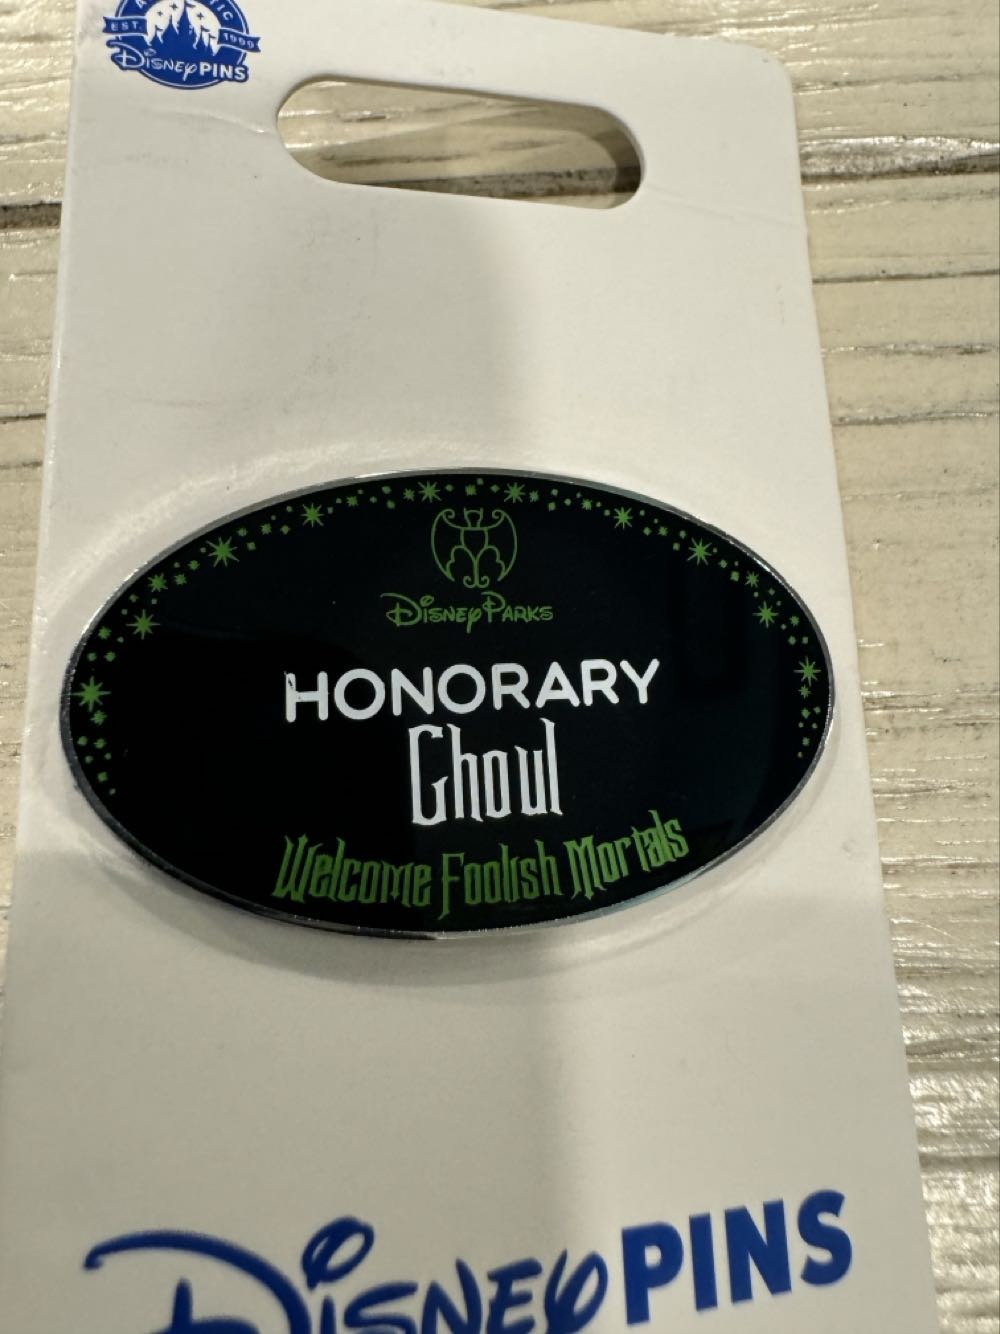 EST. 1999
Disney PINS
Disney Parks
HONORARY
Ghoul
Welcome Foolish Mortals
Disney PINS